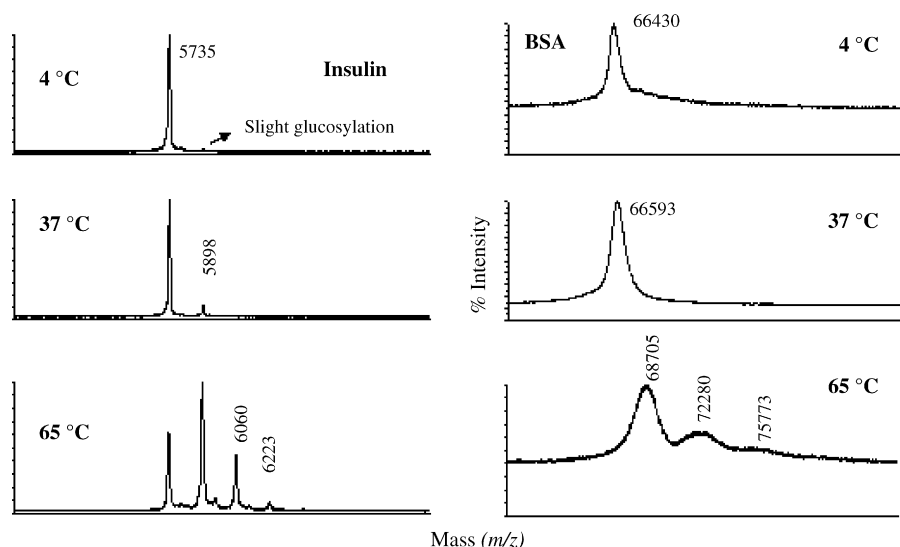 4 °C
5735
Insulin
Slight glucosylation
37 °C
5898
65 °C
6060
6223
BSA
66430
4 °C
66593
37 °C
% Intensity
68705
72280
75773
65 °C
Mass (m/z)